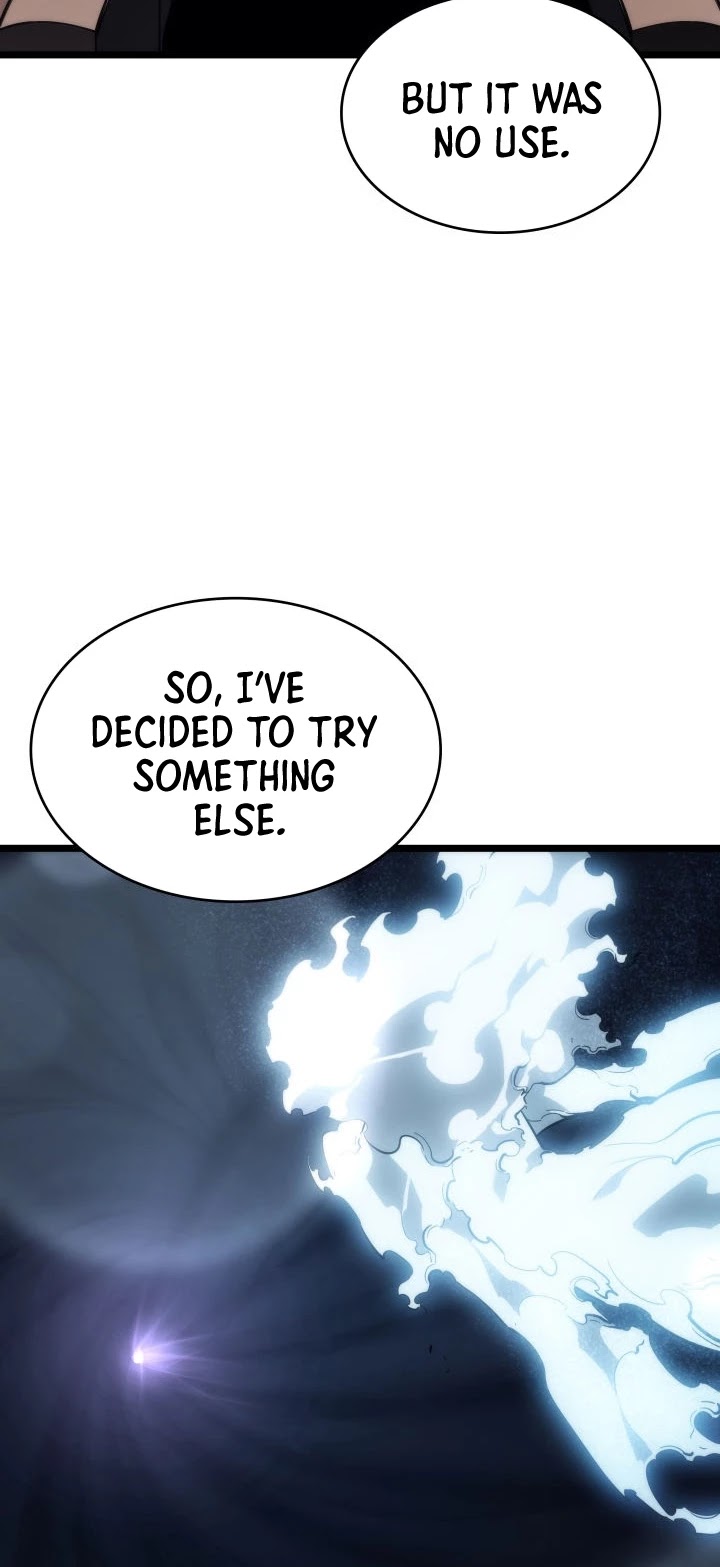 BUT IT WAS
NO USE.
SO, I'VE
DECIDED TO TRY
SOMETHING
ELSE.